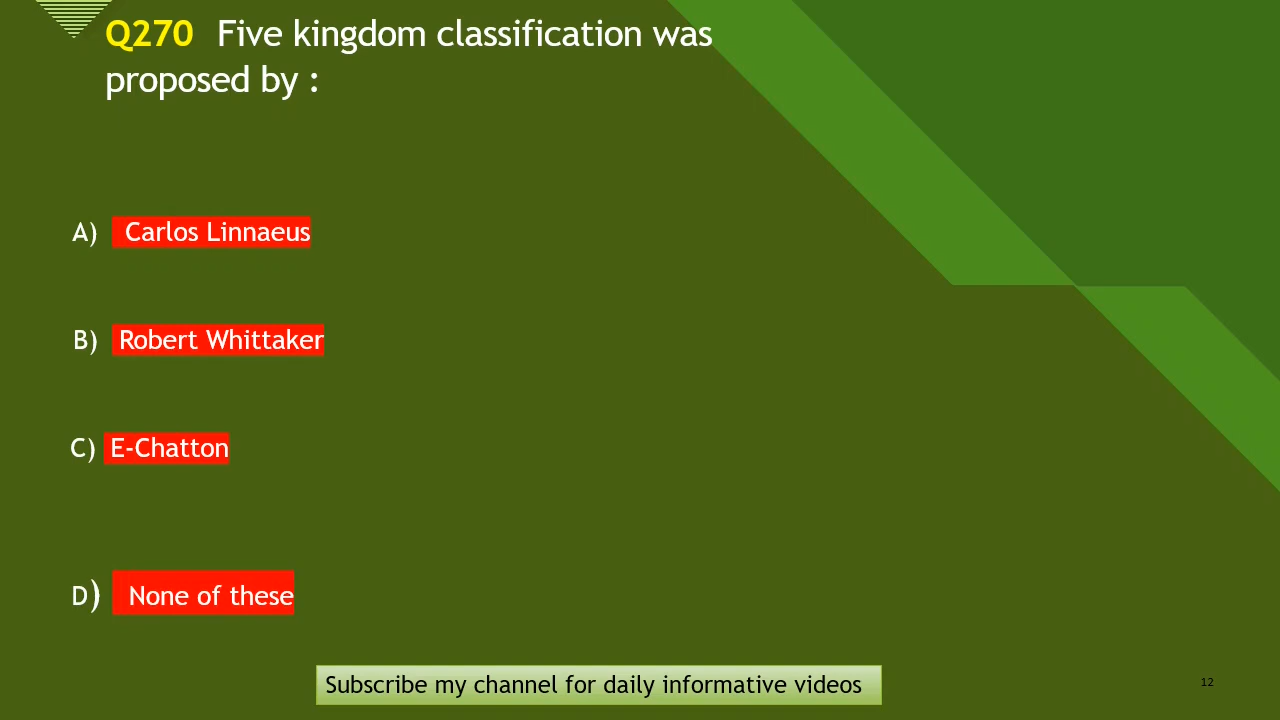 Q270 Five kingdom classification was
proposed by :
A) Carlos Linnaeus
B) Robert Whittaker
C) E-Chatton
D) None of these
Subscribe my channel for daily informative videos
12